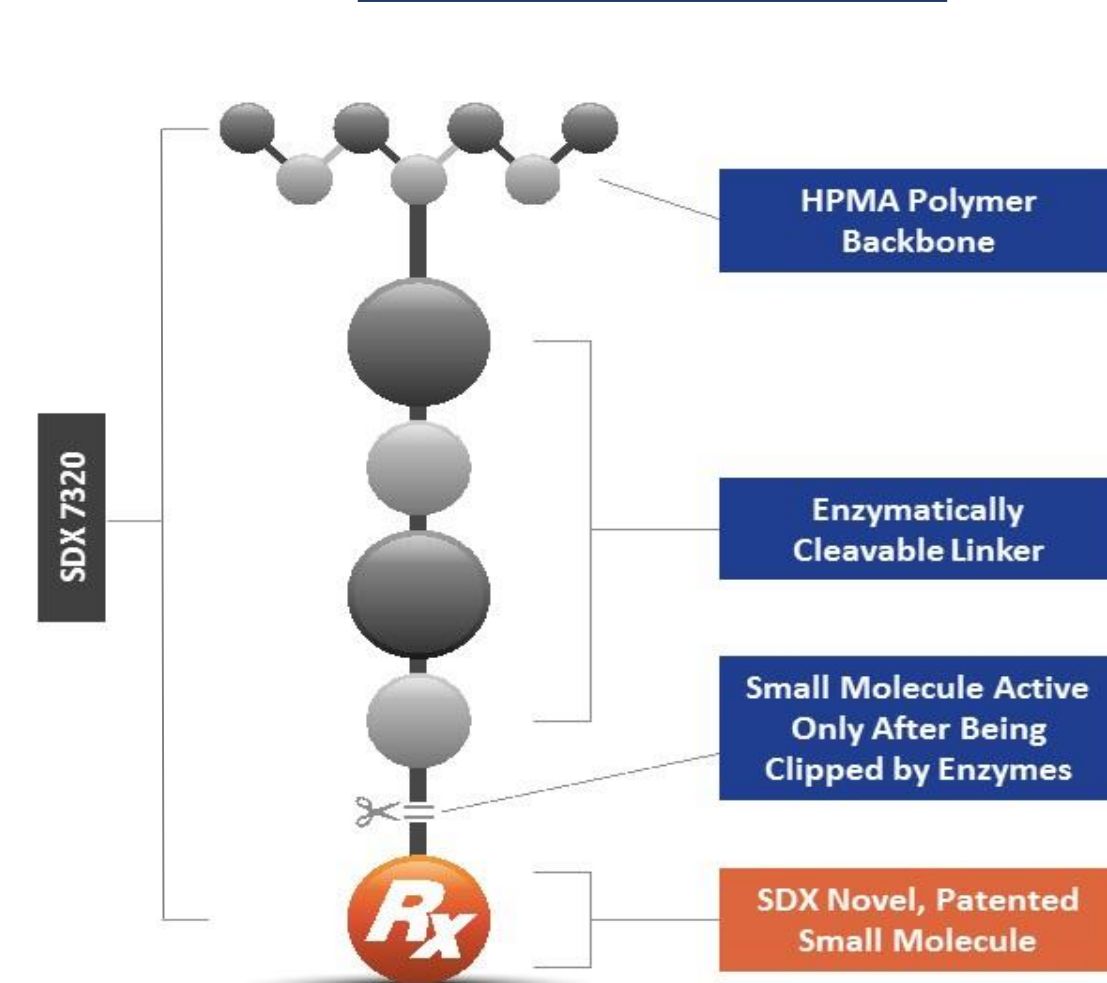 HPMA Polymer
Backbone
SDX 7320
Enzymatically
Cleavable Linker
Small Molecule Active
Only After Being
Clipped by Enzymes
Rx
SDX Novel, Patented
Small Molecule